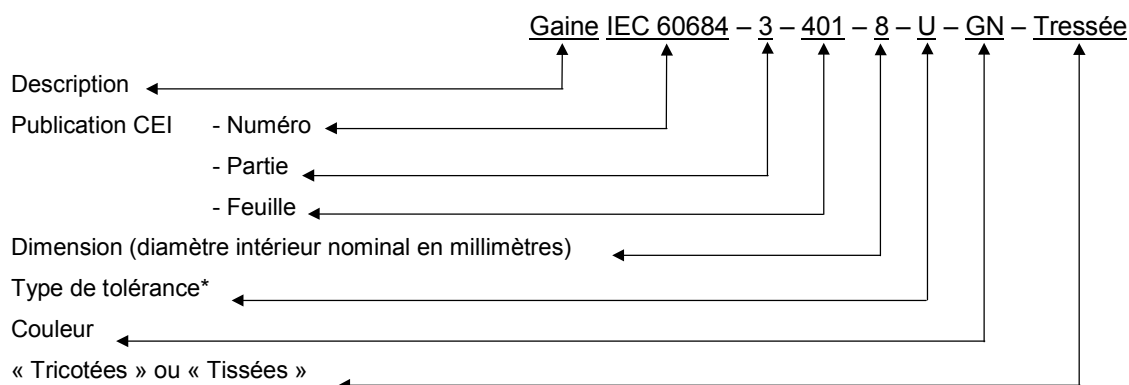 Gaine IEC 60684 – 3 – 401 – 8 – U – GN – Tressée
Description
Publication CEI - Numéro
- Partie
- Feuille
Dimension (diamètre intérieur nominal en millimètres)
Type de tolérance*
Couleur
« Tricotées » ou « Tissées »